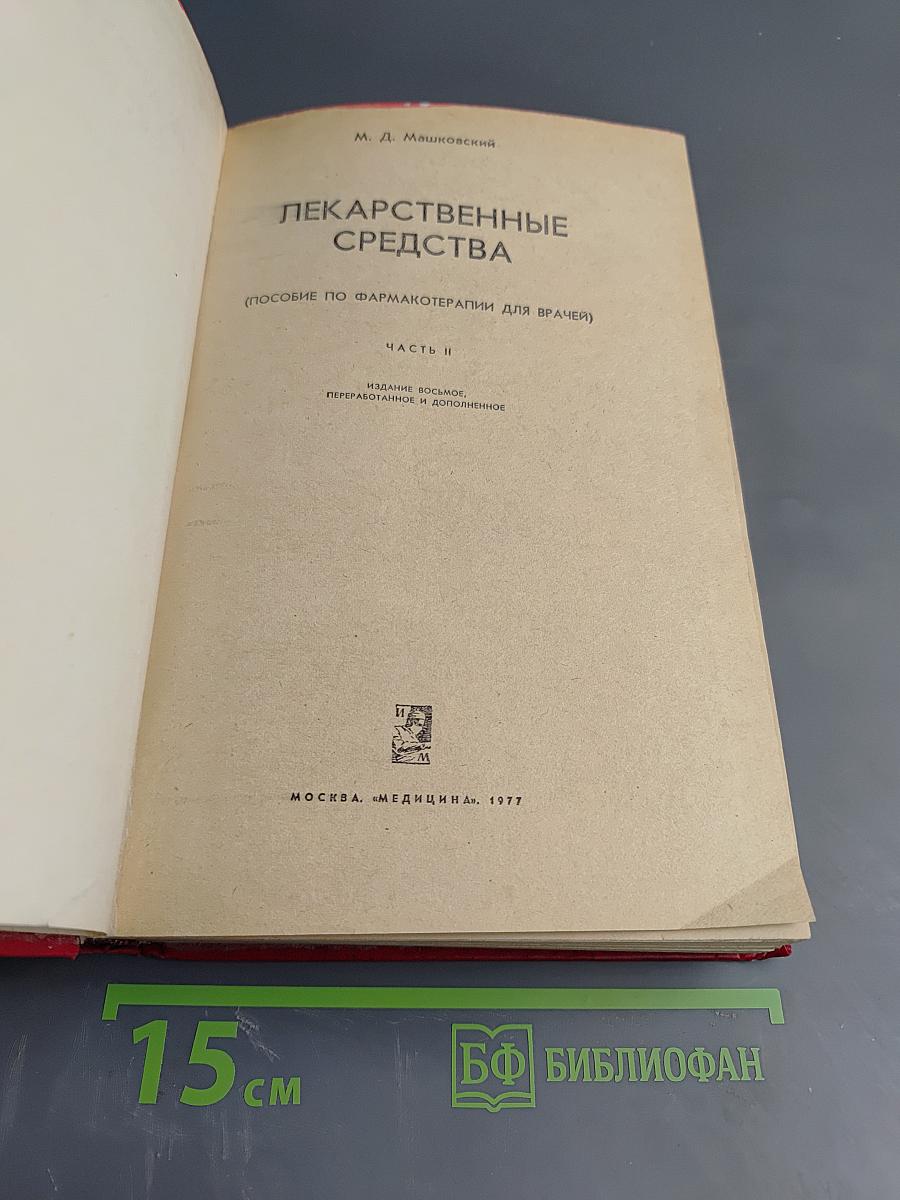 М. Д. Машковский
ЛЕКАРСТВЕННЫЕ
СРЕДСТВА
(ПОСОБИЕ ПО ФАРМАКОТЕРАПИИ ДЛЯ ВРАЧЕЙ)
ЧАСТЬ II
ИЗДАНИЕ ВОСЬМОЕ,
ПЕРЕРАБОТАННОЕ И ДОПОЛНЕННОЕ
И
М
МОСКВА. «МЕДИЦИНА». 1977
15 см
БФ БИБЛИОФАН